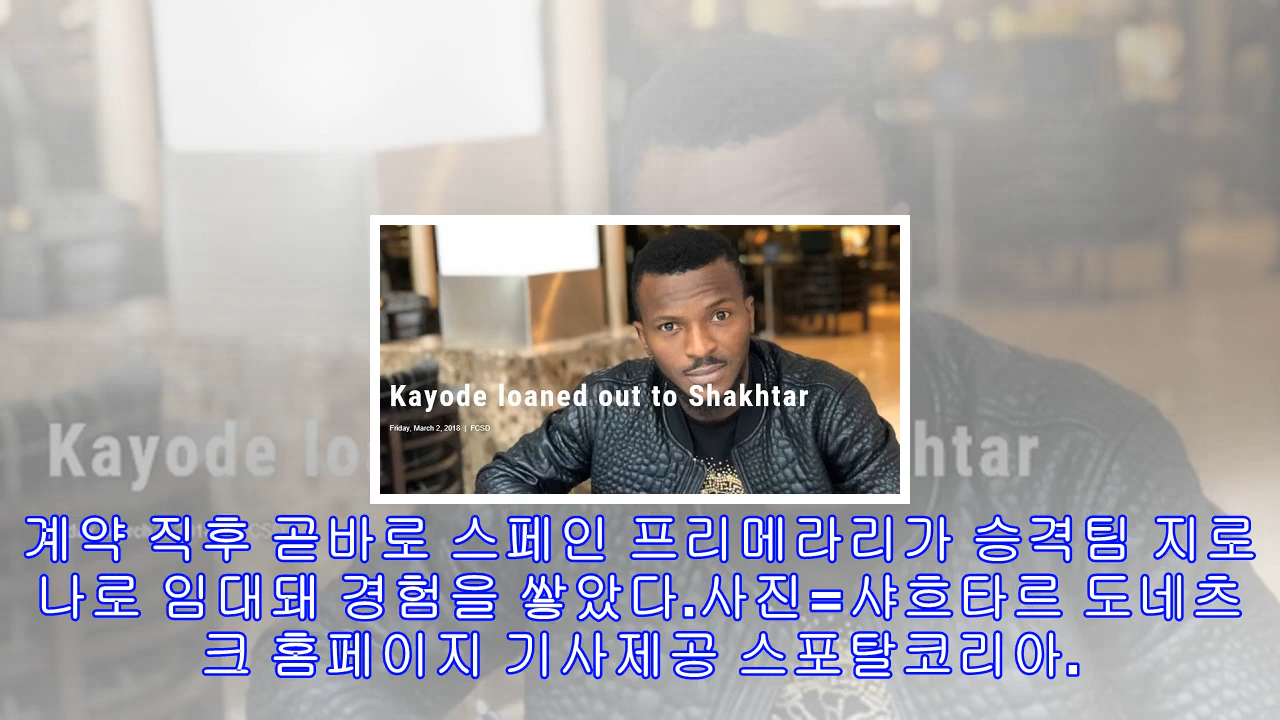 Kayode loaned out to Shakhtar
Friday, March 2, 2018 | FCSD
계약 직후 곧바로 스페인 프리메라리가 승격팀 지로
나로 임대돼 경험을 쌓았다.사진=샤흐타르 도네츠
크 홈페이지 기사제공 스포탈코리아.